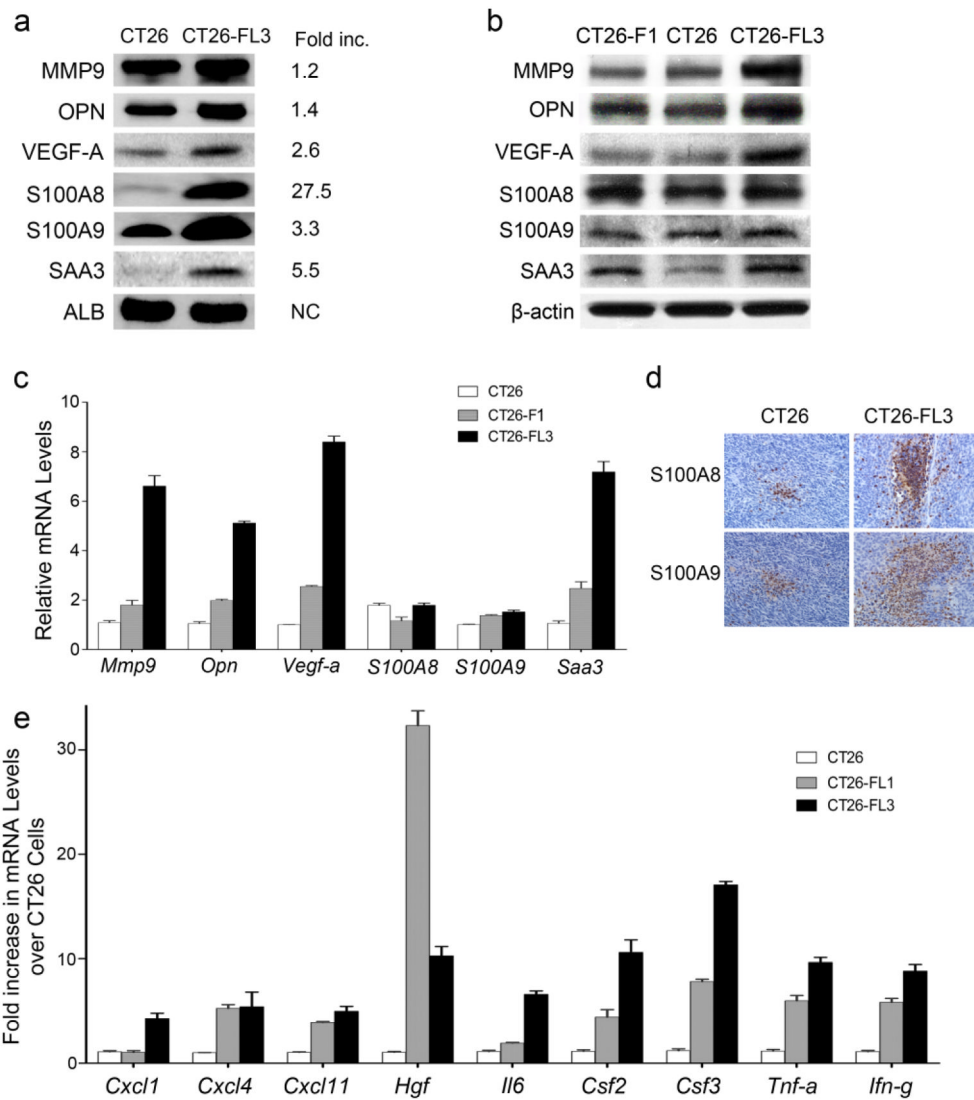 a
CT26 CT26-FL3 Fold inc.
MMP9 1.2
OPN 1.4
VEGF-A 2.6
S100A8 27.5
S100A9 3.3
SAA3 5.5
ALB NC
b
CT26-F1 CT26 CT26-FL3
MMP9
OPN
VEGF-A
S100A8
S100A9
SAA3
β-actin
c
Relative mRNA Levels
10
8
6
4
2
0
CT26
CT26-F1
CT26-FL3
Mmp9 Opn Vegf-a S100A8 S100A9 Saa3
d
CT26 CT26-FL3
S100A8
S100A9
e
Fold increase in mRNA Levels
over CT26 Cells
30
20
10
0
CT26
CT26-FL1
CT26-FL3
Cxcl1 Cxcl4 Cxcl11 Hgf Il6 Csf2 Csf3 Tnf-a Ifn-g